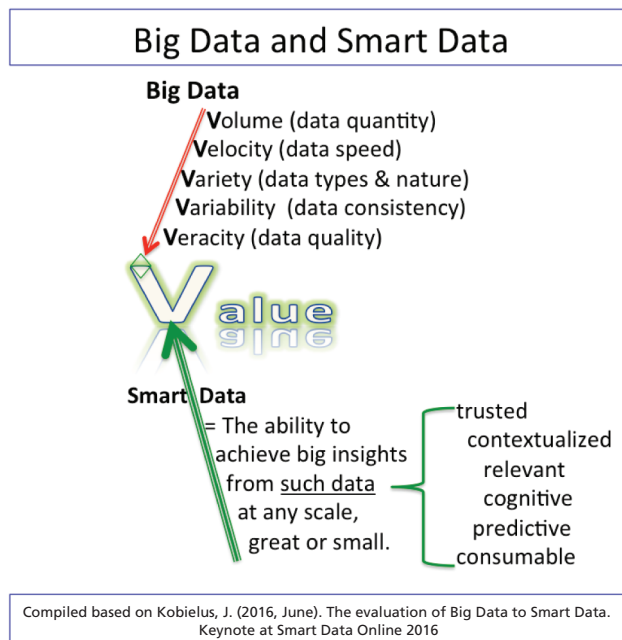 Big Data and Smart Data
Big Data
Volume (data quantity)
Velocity (data speed)
Variety (data types & nature)
Variability (data consistency)
Veracity (data quality)
Value
Smart Data
= The ability to
achieve big insights
from such data
at any scale,
great or small.
trusted
contextualized
relevant
cognitive
predictive
consumable
Compiled based on Kobielus, J. (2016, June). The evaluation of Big Data to Smart Data.
Keynote at Smart Data Online 2016